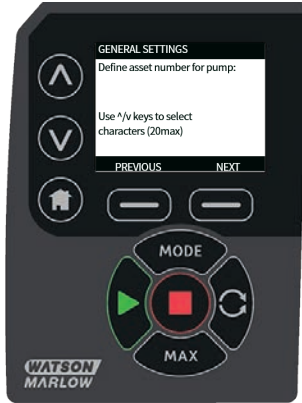 GENERAL SETTINGS
Define asset number for pump:
Use ^/v keys to select
characters (20max)
PREVIOUS NEXT
MODE
MAX
WATSON
MARLOW